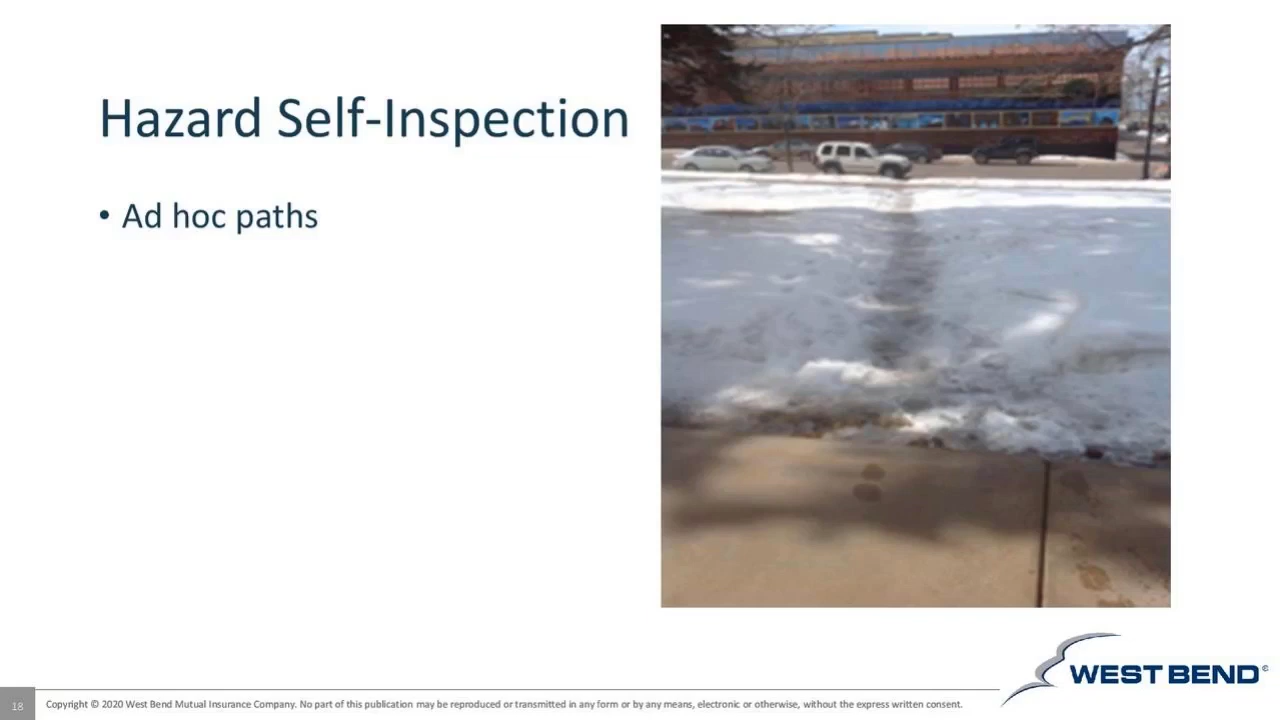 Hazard Self-Inspection
• Ad hoc paths
WEST BEND®
18
Copyright © 2020 West Bend Mutual Insurance Company. No part of this publication may be reproduced or transmitted in any form or by any means, electronic or otherwise, without the express written consent.